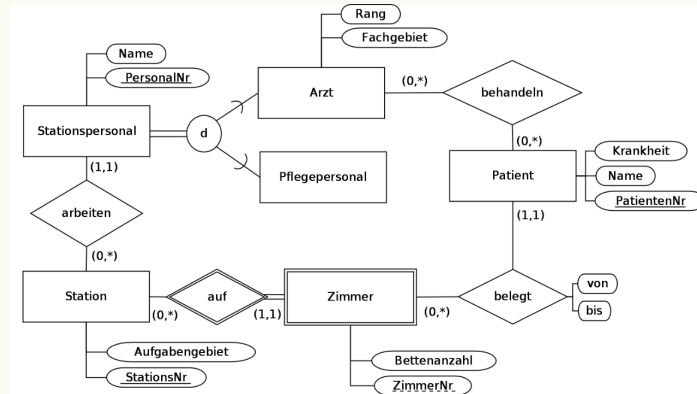 Rang
Fachgebiet
Name
PersonalNr
Arzt
(0,*)
behandeln
Stationspersonal
d
(1,1)
(0,*)
Krankheit
Pflegepersonal
Patient
Name
PatientenNr
(1,1)
arbeiten
(0,*)
Station
auf
Zimmer
belegt
von
bis
(0,*)
(1,1)
(0,*)
Aufgabengebiet
StationsNr
Bettenanzahl
ZimmerNr